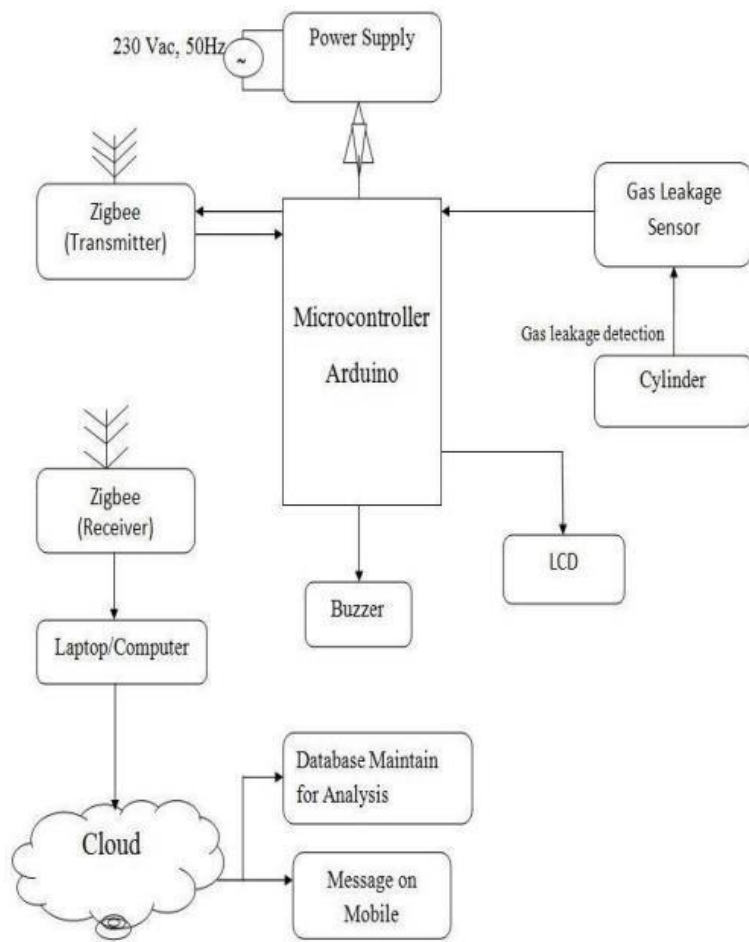 230 Vac, 50Hz
~
Power Supply
Zigbee
(Transmitter)
Gas Leakage
Sensor
Microcontroller
Arduino
Gas leakage detection
Cylinder
Zigbee
(Receiver)
LCD
Buzzer
Laptop/Computer
Database Maintain
for Analysis
Cloud
Message on
Mobile